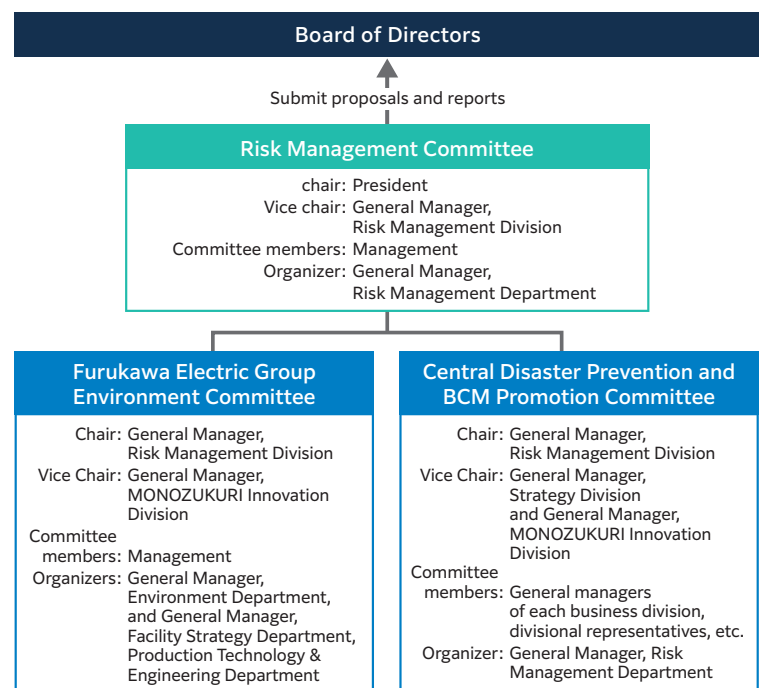 Board of Directors
Submit proposals and reports
Risk Management Committee
chair: President
Vice chair: General Manager,
Risk Management Division
Committee members: Management
Organizer: General Manager,
Risk Management Department
Furukawa Electric Group
Environment Committee
Chair: General Manager,
Risk Management Division
Vice Chair: General Manager,
MONOZUKURI Innovation
Division
Committee
members: Management
Organizers: General Manager,
Environment Department,
and General Manager,
Facility Strategy Department,
Production Technology &
Engineering Department
Central Disaster Prevention and
BCM Promotion Committee
Chair: General Manager,
Risk Management Division
Vice Chair: General Manager,
Strategy Division
and General Manager,
MONOZUKURI Innovation
Division
Committee
members: General managers
of each business division,
divisional representatives, etc.
Organizer: General Manager, Risk
Management Department